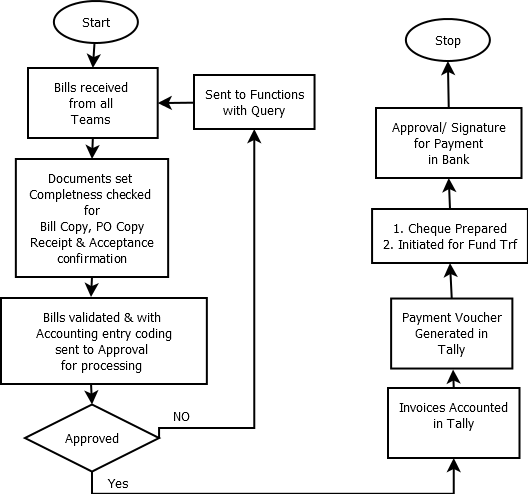 Start
Bills received
from all
Teams
Sent to Functions
with Query
Documents set
Completness checked
for
Bill Copy, PO Copy
Receipt & Acceptance
confirmation
Bills validated & with
Accounting entry coding
sent to Approval
for processing
Approved
NO
Yes
Invoices Accounted
in Tally
Payment Voucher
Generated in
Tally
1. Cheque Prepared
2. Initiated for Fund Trf
Approval/ Signature
for Payment
in Bank
Stop